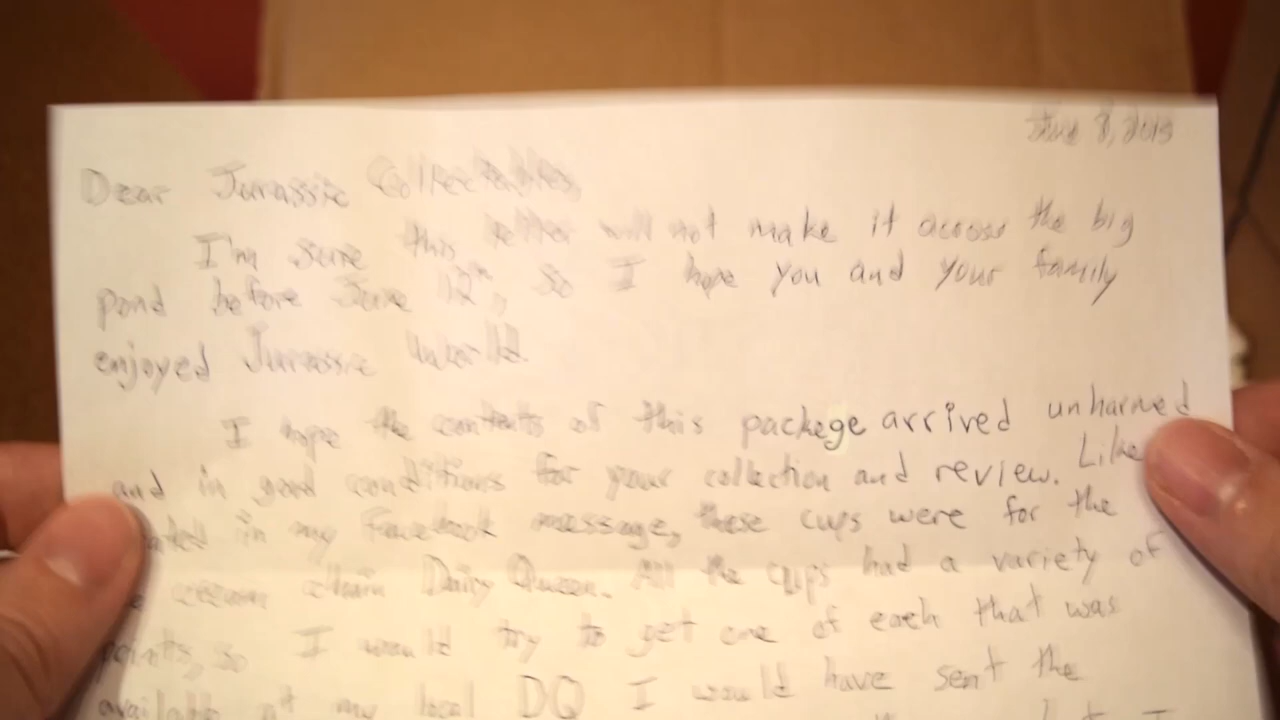 June 8, 2015
Dear Jurassic Collectables,
I'm sure this letter will not make it across the big
pond before June 12th, so I hope you and your family
enjoyed Jurassic World.
I hope the contents of this packege arrived unharmed
and in good conditions for your collection and review. Like
in my Facebook message, these cups were for the
cream chain Dairy Queen. All the cups had a variety of
points, so I would try to get one of each that was
available at my local DQ I would have sent the